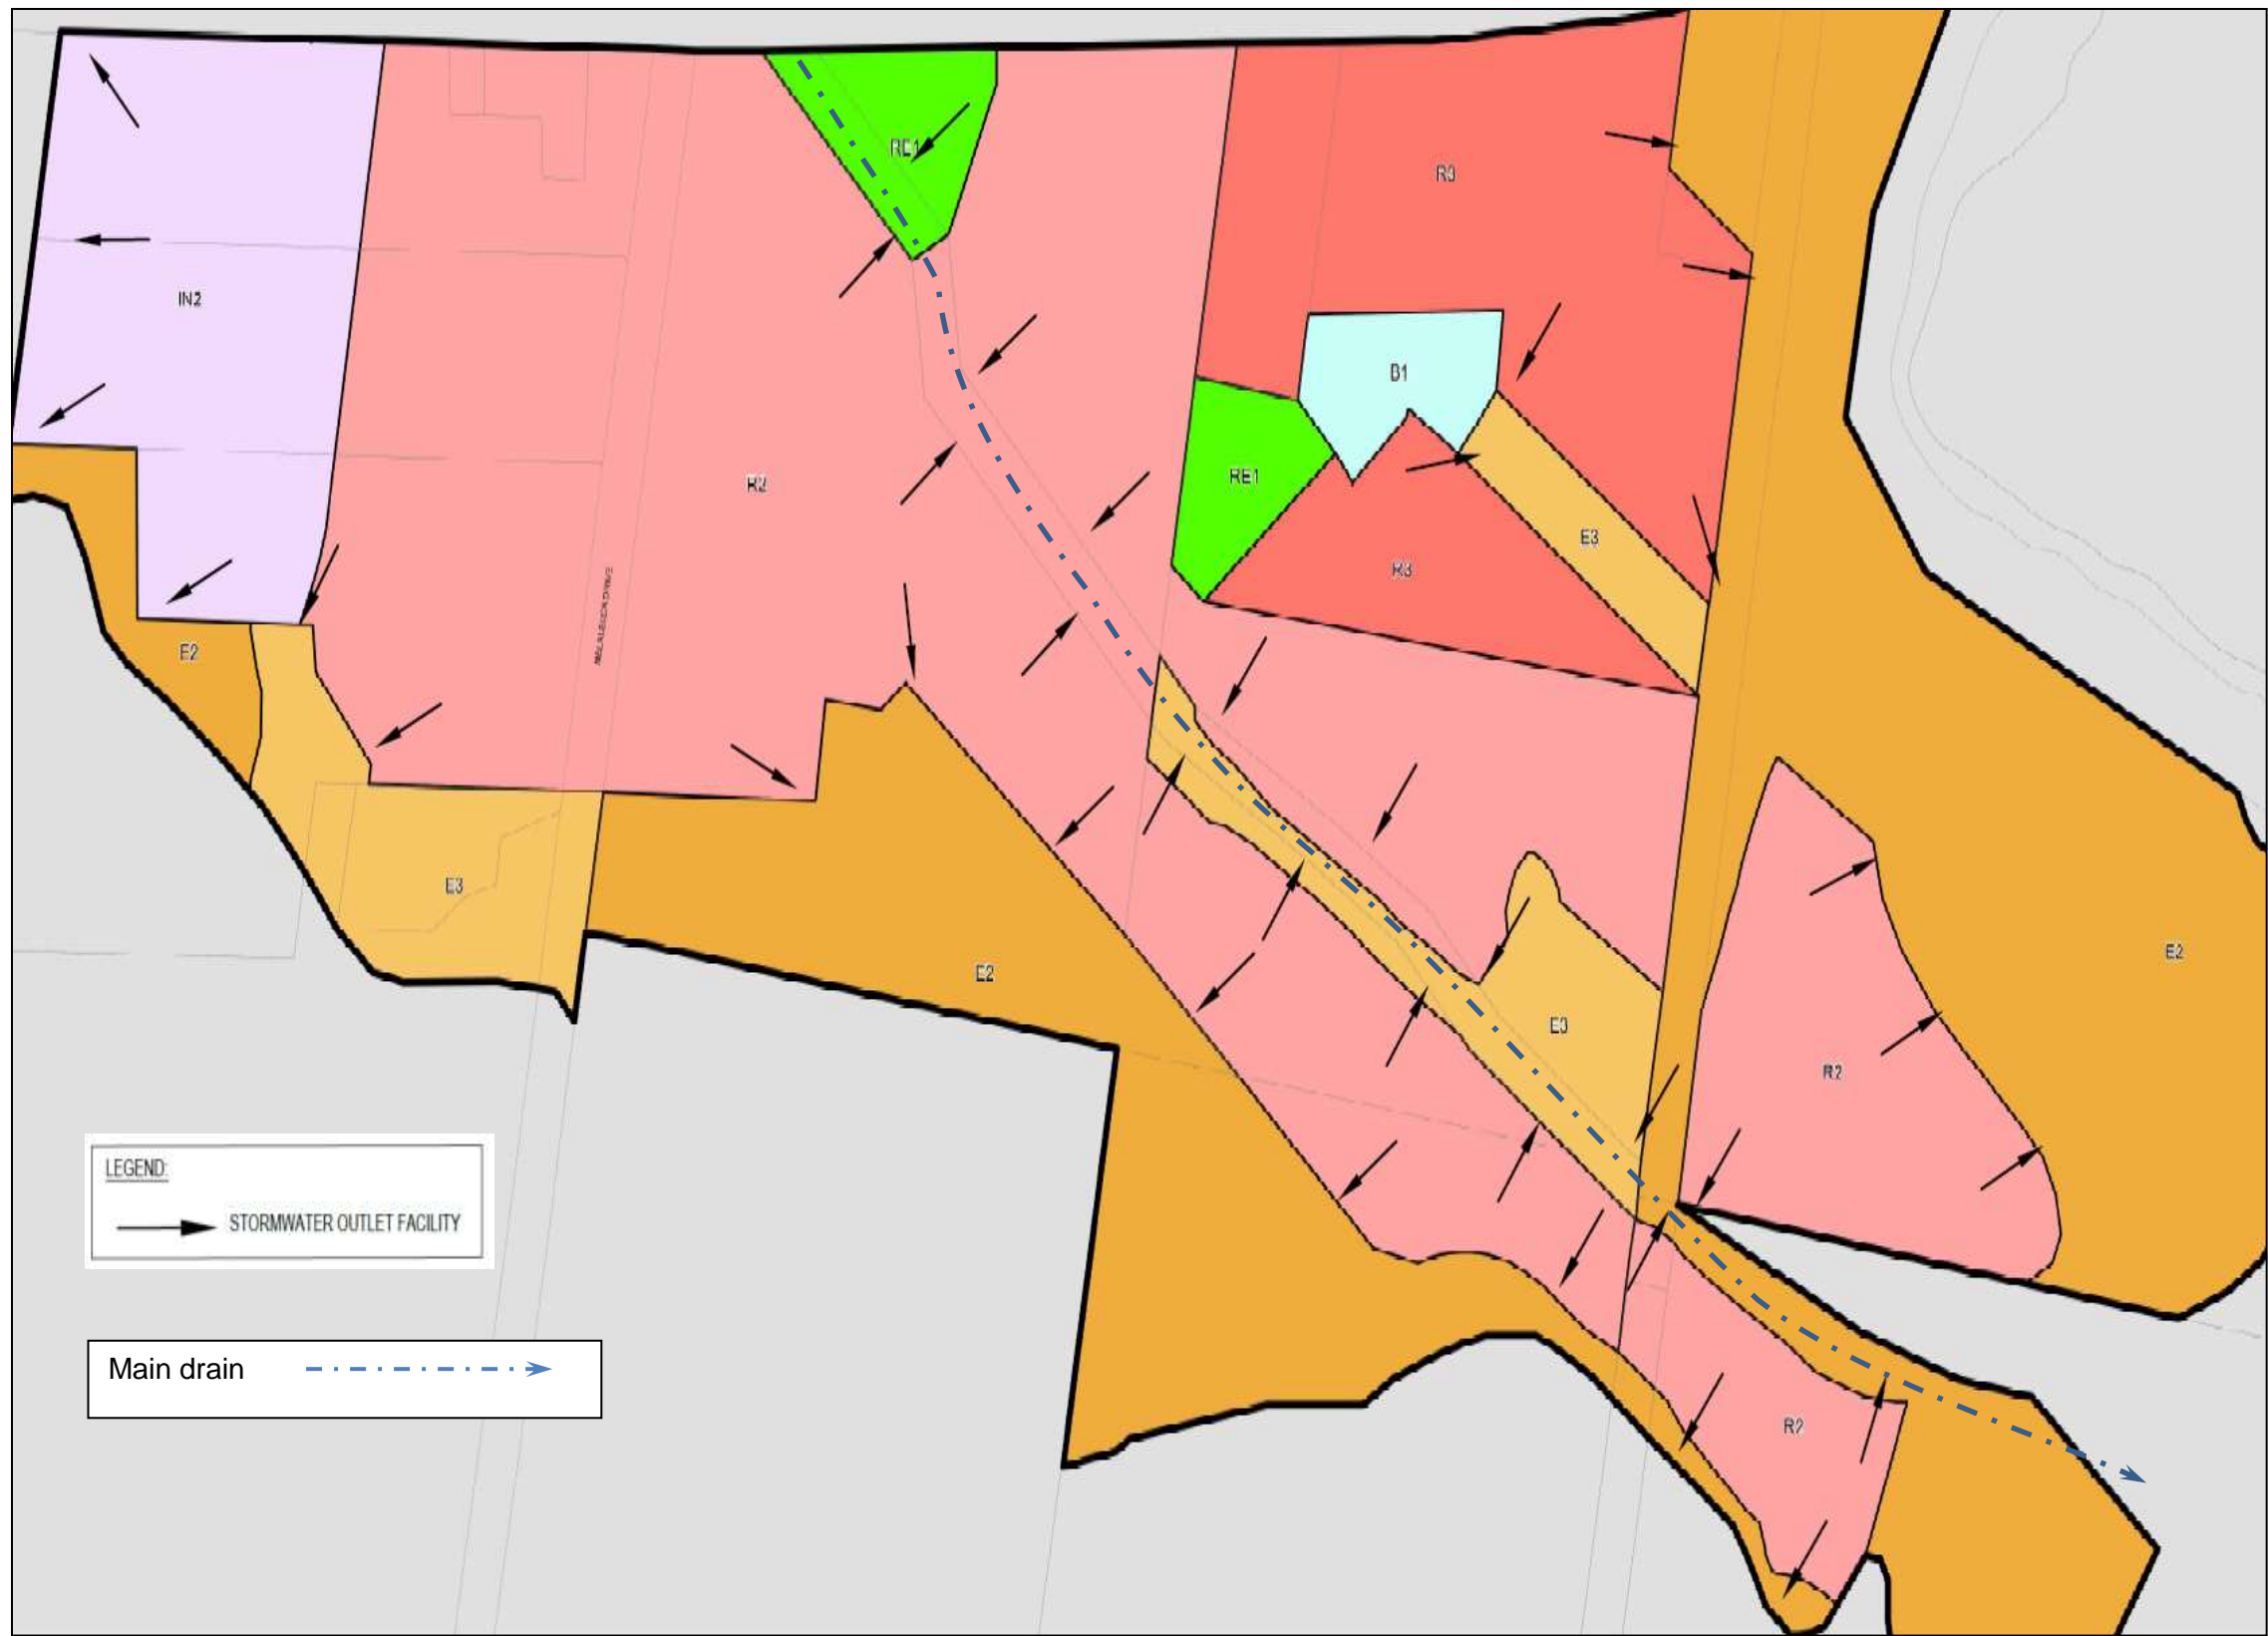 RE1
R3
IN2
B1
R2
RE1
E3
R3
E2
E3
E2
E2
E3
R2
LEGEND:
STORMWATER OUTLET FACILITY
Main drain
R2